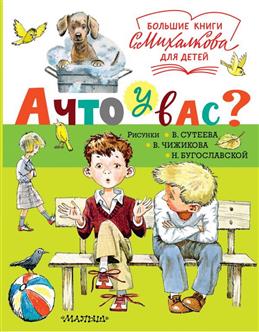 БОЛЬШИЕ КНИГИ
С. Михалкова
ДЛЯ ДЕТЕЙ
А ЧТО У ВАС?
Рисунки
В. СУТЕЕВА
В. ЧИЖИКОВА
Н. БУГОСЛАВСКОЙ
МАЛЫШ